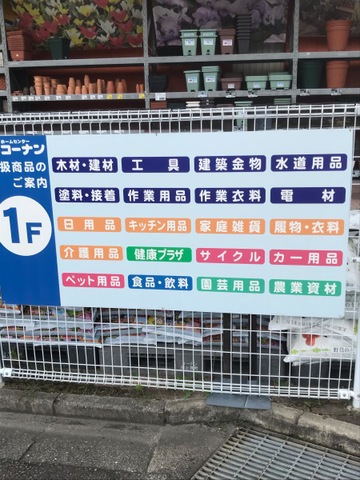 ホームセンター
コーナン
扱商品の
ご案内
1F
木材・建材 工具 建築金物 水道用品
塗料・接着 作業用品 作業衣料 電材
日用品 キッチン用品 家庭雑貨 履物・衣料
介護用品 健康プラザ サイクル カー用品
ペット用品 食品・飲料 園芸用品 農業資材